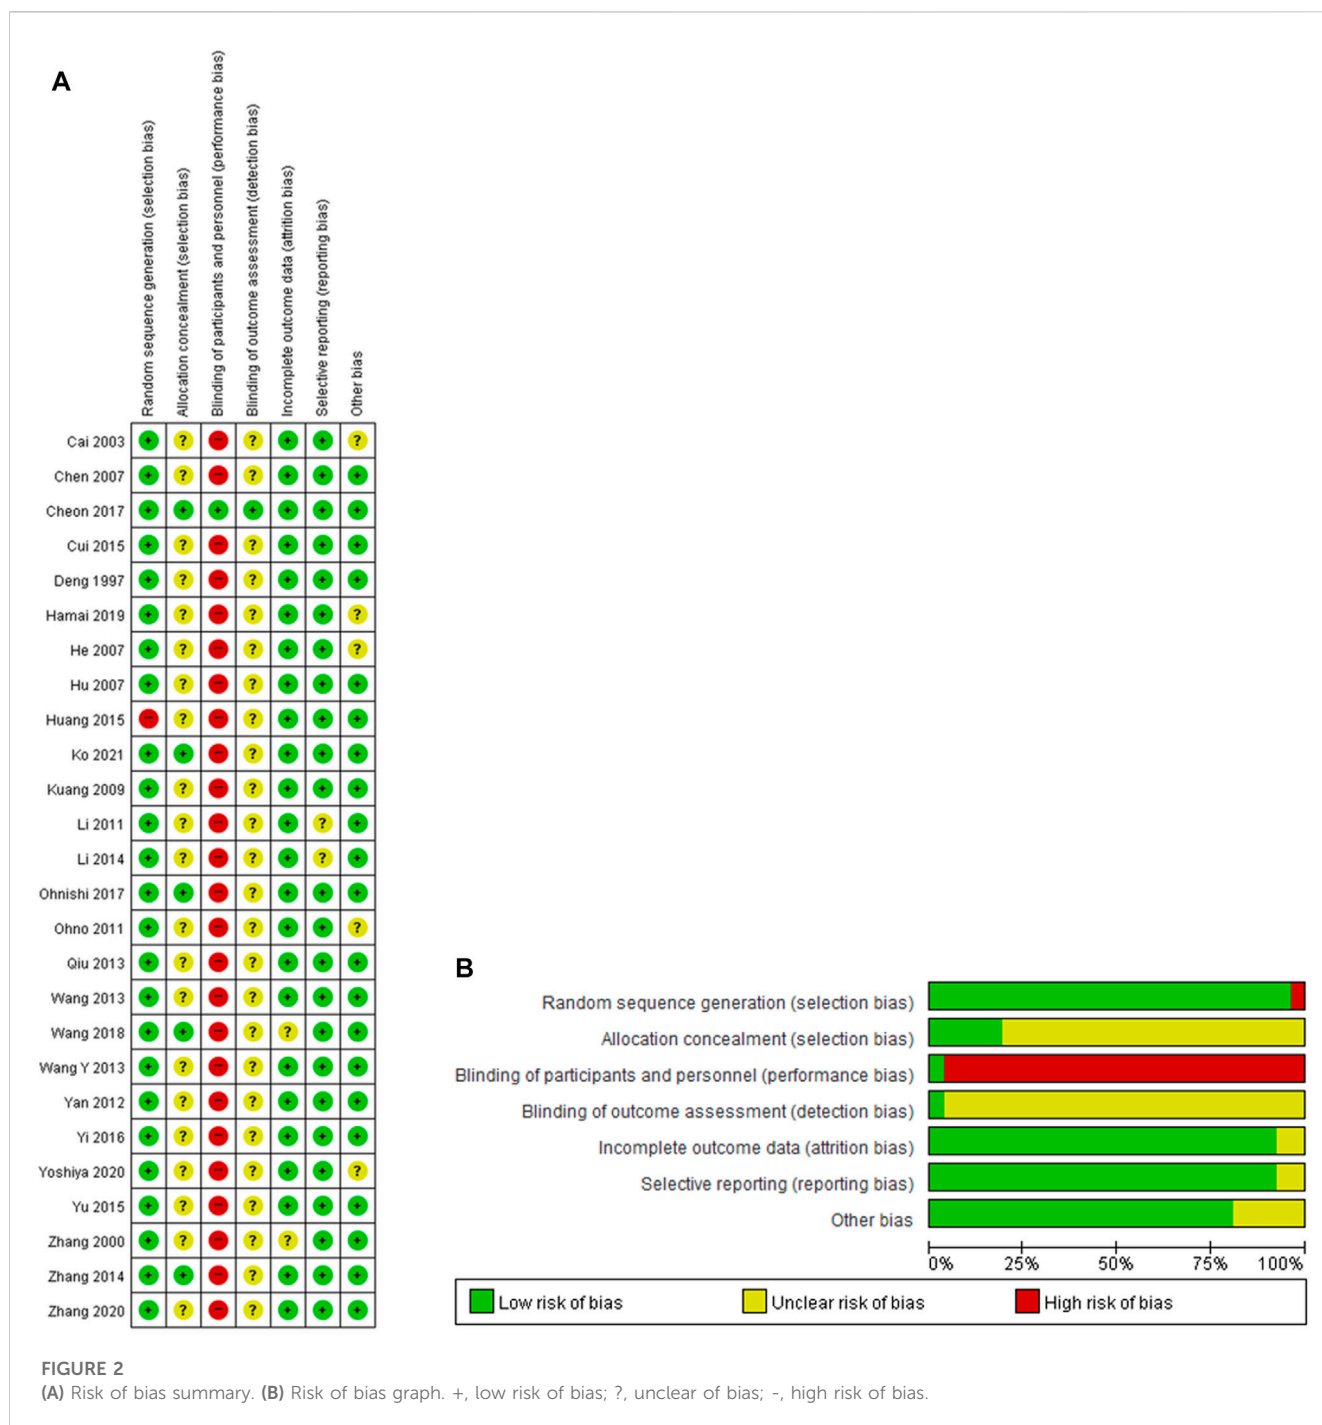 A
Random sequence generation (selection bias)
Allocation concealment (selection bias)
Blinding of participants and personnel (performance bias)
Blinding of outcome assessment (detection bias)
Incomplete outcome data (attrition bias)
Selective reporting (reporting bias)
Other bias
Cai 2003 + ? - ? + + ?
Chen 2007 + ? - ? + + +
Cheon 2017 + + + + + + +
Cui 2015 + ? - ? + + +
Deng 1997 + ? - ? + + +
Hamai 2019 + ? - ? + + ?
He 2007 + ? - ? + + ?
Hu 2007 + ? - ? + + +
Huang 2015 - ? - ? + + +
Ko 2021 + + - ? + + +
Kuang 2009 + ? - ? + + +
Li 2011 + ? - ? + ? +
Li 2014 + ? - ? + ? +
Ohnishi 2017 + + - ? + + +
Ohno 2011 + ? - ? + + ?
Qiu 2013 + ? - ? + + +
Wang 2013 + ? - ? + + +
Wang 2018 + + - ? ? + +
Wang Y 2013 + ? - ? + + +
Yan 2012 + ? - ? + + +
Yi 2016 + ? - ? + + +
Yoshiya 2020 + ? - ? + + ?
Yu 2015 + ? - ? + + +
Zhang 2000 + ? - ? ? + +
Zhang 2014 + + - ? + + +
Zhang 2020 + ? - ? + + +
B
Random sequence generation (selection bias)
Allocation concealment (selection bias)
Blinding of participants and personnel (performance bias)
Blinding of outcome assessment (detection bias)
Incomplete outcome data (attrition bias)
Selective reporting (reporting bias)
Other bias
0% 25% 50% 75% 100%
Low risk of bias Unclear risk of bias High risk of bias
FIGURE 2
(A) Risk of bias summary. (B) Risk of bias graph. +, low risk of bias; ?, unclear of bias; -, high risk of bias.